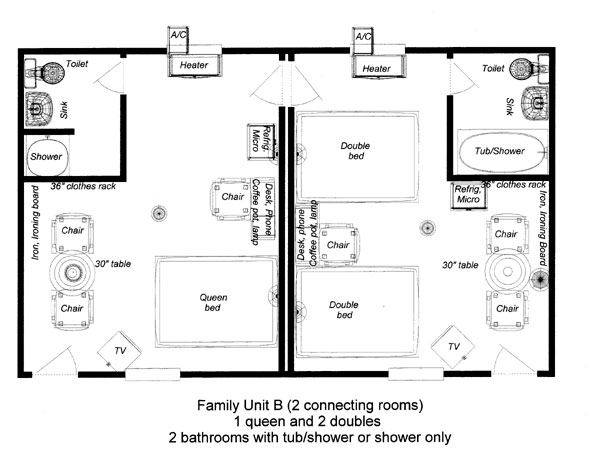 A/C
A/C
Toilet
Heater
Heater
Toilet
Sink
Sink
Shower
Refrig,
Micro
Double
bed
Tub/Shower
36" clothes rack
Refrig,
Micro
36" clothes rack
Iron, ironing board
Chair
Desk, Phone
Coffee pot, lamp
Desk, phone
Coffee pot, lamp
Iron, Ironing Board
Chair
Chair
Chair
30" table
30" table
Chair
Queen
bed
Double
bed
Chair
TV
TV
Family Unit B (2 connecting rooms)
1 queen and 2 doubles
2 bathrooms with tub/shower or shower only